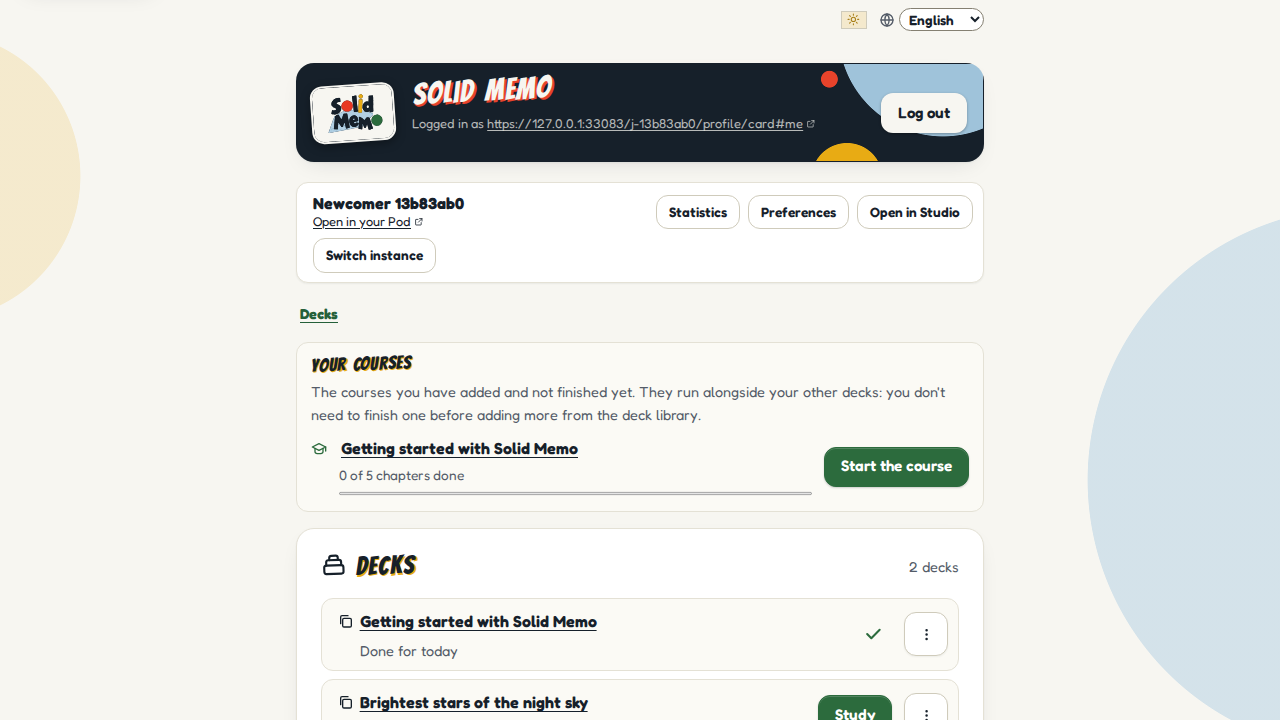 English
Solid Memo
SOLID MEMO
Logged in as https://127.0.0.1:33083/j-13b83ab0/profile/card#me
Log out
Newcomer 13b83ab0
Open in your Pod
Statistics
Preferences
Open in Studio
Switch instance
Decks
YOUR COURSES
The courses you have added and not finished yet. They run alongside your other decks: you don't
need to finish one before adding more from the deck library.
Getting started with Solid Memo
0 of 5 chapters done
Start the course
DECKS
2 decks
Getting started with Solid Memo
Done for today
Brightest stars of the night sky
Study